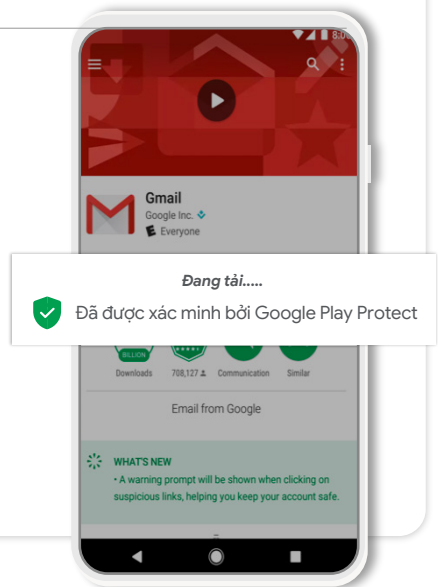 Gmail
Google Inc.
Everyone
Đang tải.....
Đã được xác minh bởi Google Play Protect
BILLION
Downloads
708,127
Communication
Similar
Email from Google
WHAT'S NEW
• A warning prompt will be shown when clicking on
suspicious links, helping you keep your account safe.